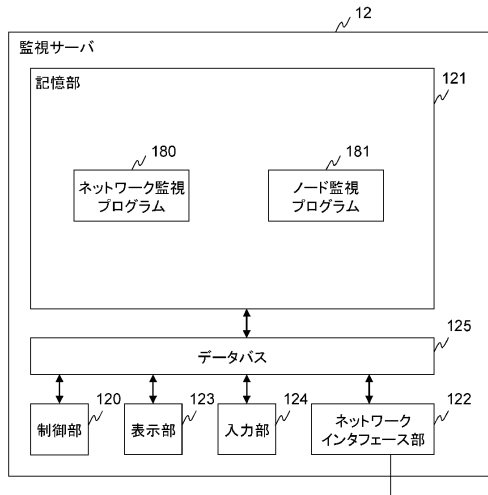 12
監視サーバ
記憶部
121
180
181
ネットワーク監視
プログラム
ノード監視
プログラム
125
データバス
120
123
124
122
制御部
表示部
入力部
ネットワーク
インタフェース部